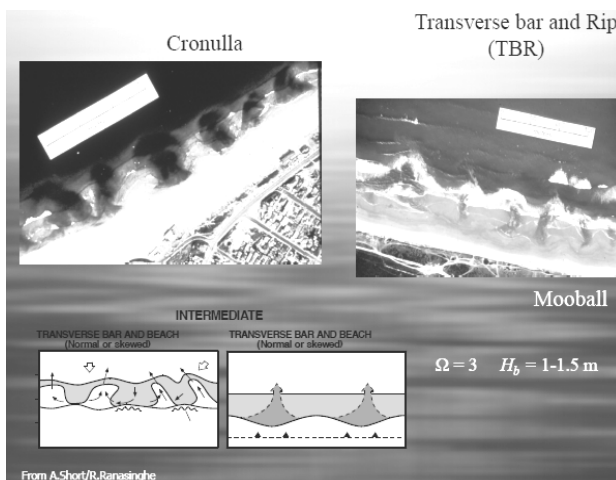 Transverse bar and Rip
(TBR)
Cronulla
Mooball
INTERMEDIATE
TRANSVERSE BAR AND BEACH
(Normal or skewed)
TRANSVERSE BAR AND BEACH
(Normal or skewed)
Ω = 3 H_b = 1-1.5 m
From A.Short/R.Ranasinghe